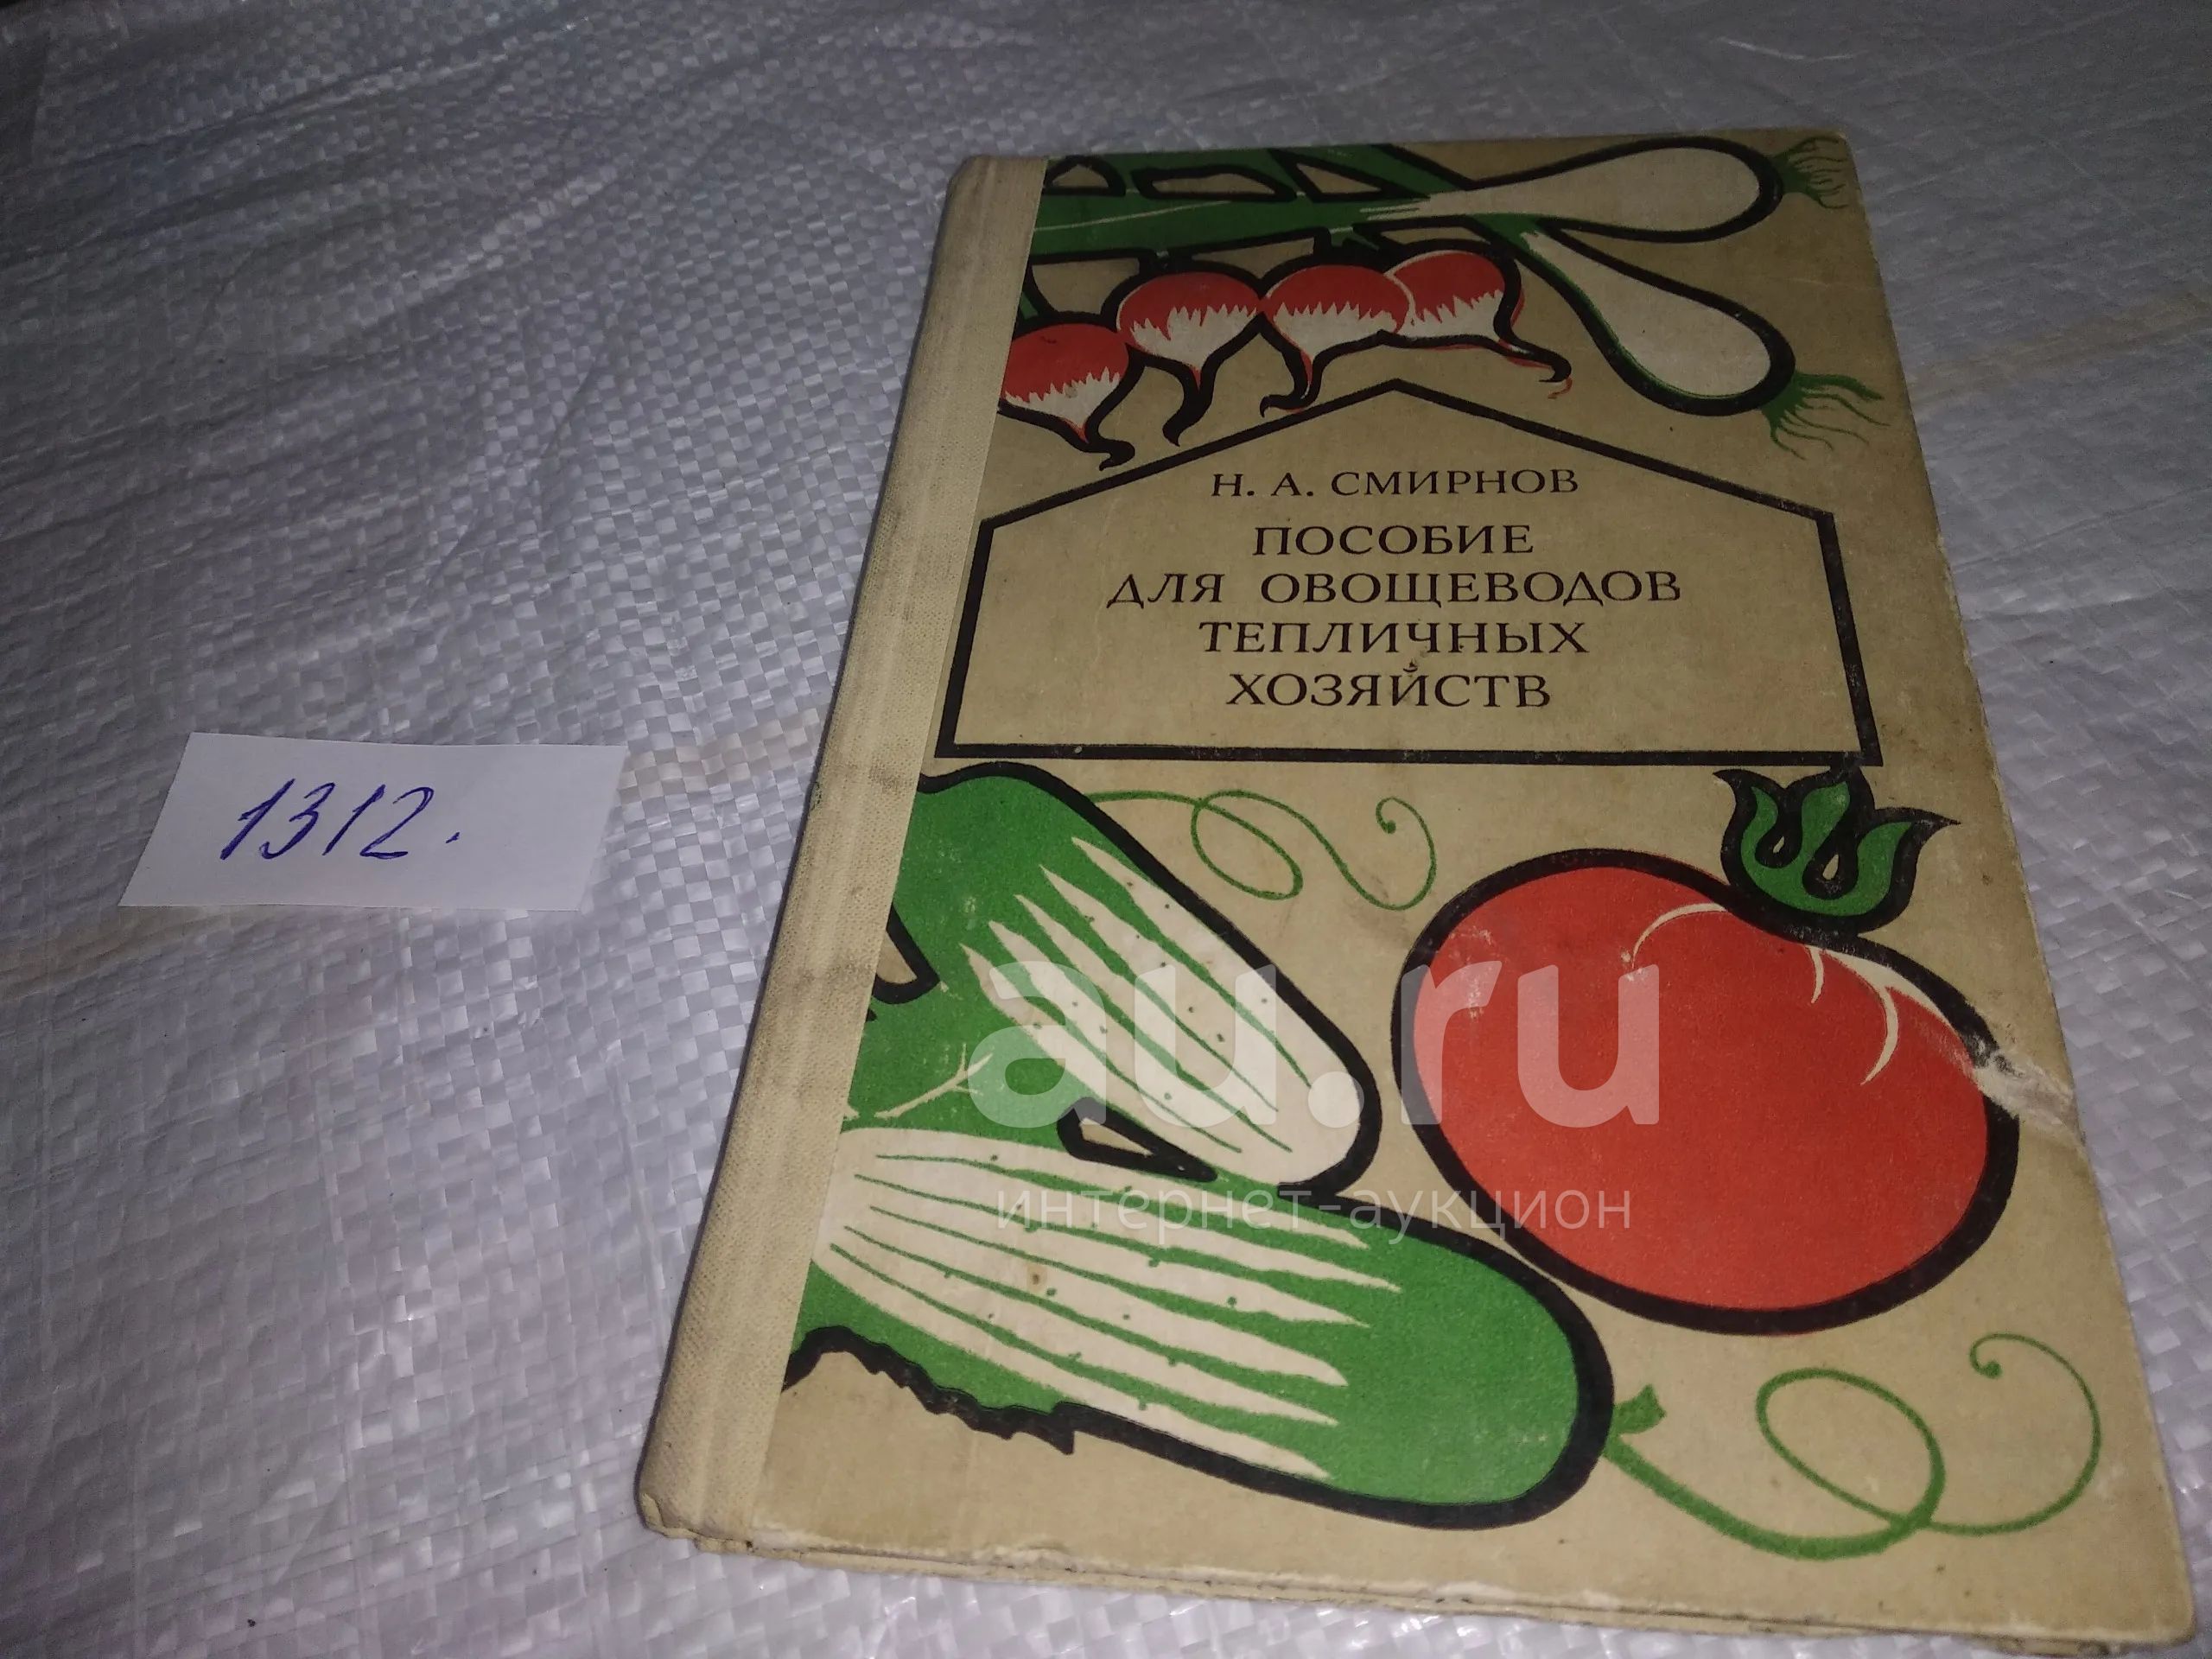 Н. А. СМИРНОВ
ПОСОБИЕ
ДЛЯ ОВОЩЕВОДОВ
ТЕПЛИЧНЫХ
ХОЗЯЙСТВ
1312.
au.ru
интернет-аукцион